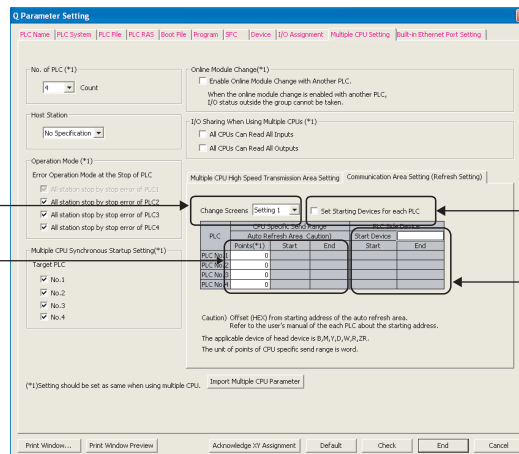 Q Parameter Setting
PLC Name PLC System PLC File PLC RAS Boot File Program SFC Device I/O Assignment Multiple CPU Setting Built-in Ethernet Port Setting
No. of PLC (*1)
4 Count
Host Station
No Specification
Operation Mode (*1)
Error Operation Mode at the Stop of PLC
All station stop by stop error of PLC1
All station stop by stop error of PLC2
All station stop by stop error of PLC3
All station stop by stop error of PLC4
Multiple CPU Synchronous Startup Setting(*1)
Target PLC
No.1
No.2
No.3
No.4
Online Module Change(*1)
Enable Online Module Change with Another PLC.
When the online module change is enabled with another PLC,
I/O status outside the group cannot be taken.
I/O Sharing When Using Multiple CPUs (*1)
All CPUs Can Read All Inputs
All CPUs Can Read All Outputs
Multiple CPU High Speed Transmission Area Setting Communication Area Setting (Refresh Setting)
Change Screens Setting 1 Set Starting Devices for each PLC
CPU Specific Send Range PLC Side Device
PLC Auto Refresh Area Caution) Start Device
Points(*1) Start End Start End
PLC No.1 0
PLC No.2 0
PLC No.3 0
PLC No.4 0
Caution) Offset (HEX) from starting address of the auto refresh area.
Refer to the user's manual of the each PLC about the starting address.
The applicable device of head device is B,M,Y,D,W,R,ZR.
The unit of points of CPU specific send range is word.
(*1)Setting should be set as same when using multiple CPU. Import Multiple CPU Parameter
Print Window... Print Window Preview Acknowledge XY Assignment Default Check End Cancel